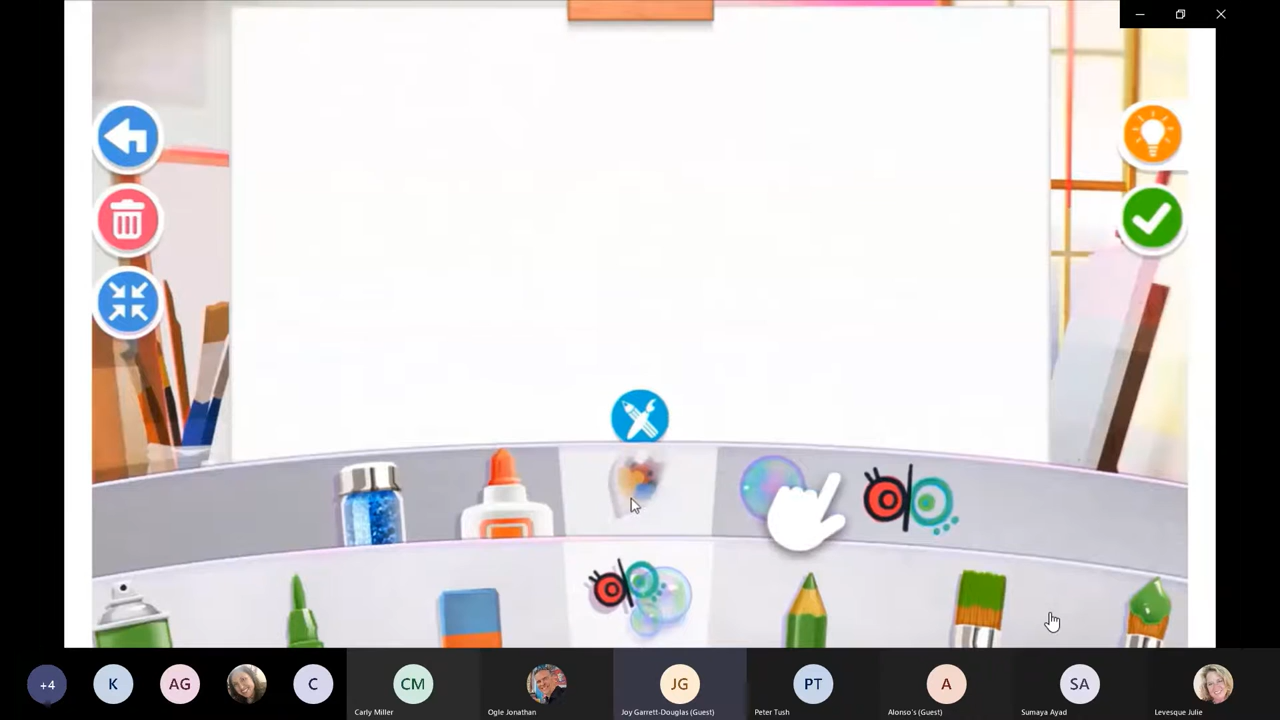 +4
K
AG
C
CM
JG
PT
A
SA
Carly Miller
Ogle Jonathan
Joy Garrett-Douglas (Guest)
Peter Tush
Alonso's (Guest)
Sumaya Ayad
Levesque Julie